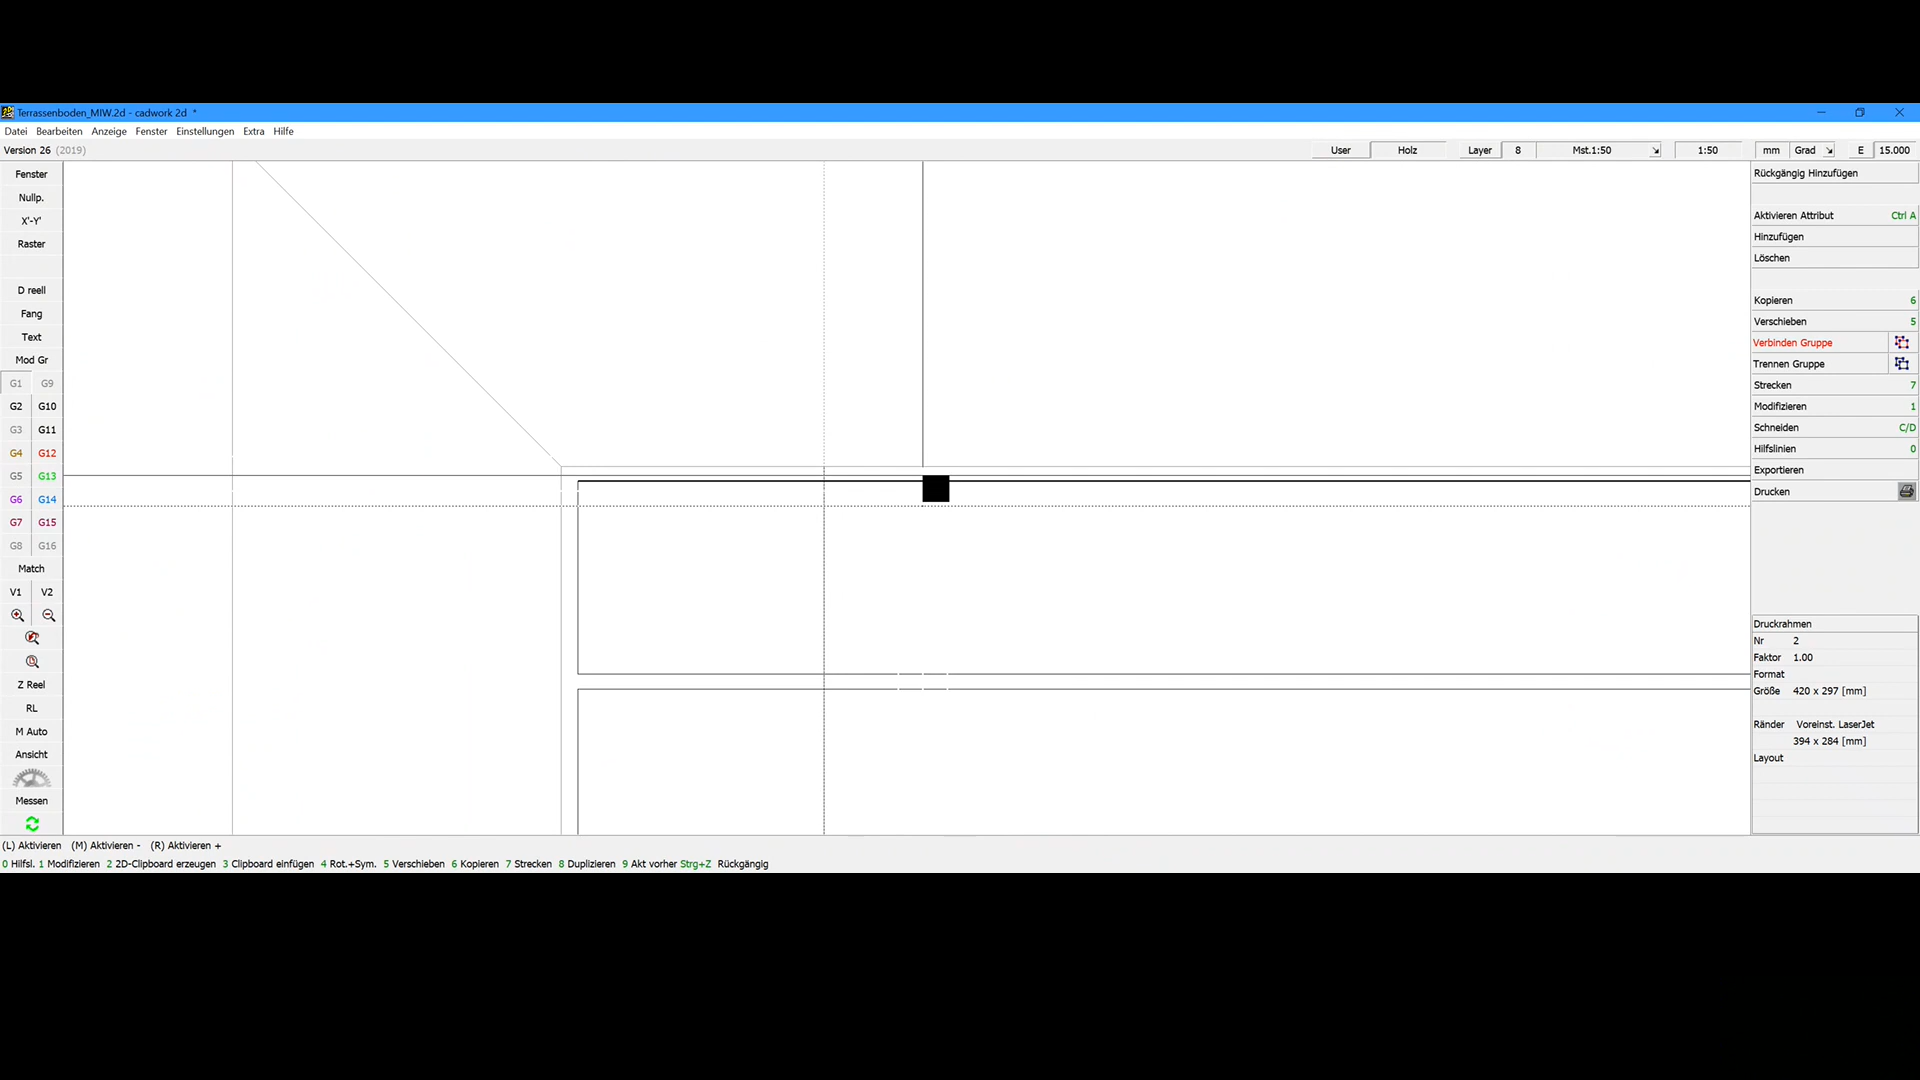 Terrassenboden_MIW.2d - cadwork 2d *
Datei Bearbeiten Anzeige Fenster Einstellungen Extra Hilfe
Version 26 (2019) User Holz Layer 8 Mst.1:50 1:50 mm Grad E 15.000
Fenster
Nullp.
X'-Y'
Raster
D reell
Fang
Text
Mod Gr
G1 G9
G2 G10
G3 G11
G4 G12
G5 G13
G6 G14
G7 G15
G8 G16
Match
V1 V2
Z Reel
RL
M Auto
Ansicht
Messen
Rückgängig Hinzufügen
Aktivieren Attribut Ctrl A
Hinzufügen
Löschen
Kopieren 6
Verschieben 5
Verbinden Gruppe
Trennen Gruppe
Strecken 7
Modifizieren 1
Schneiden C/D
Hilfslinien 0
Exportieren
Drucken
Druckrahmen
Nr 2
Faktor 1.00
Format
Größe 420 x 297 [mm]
Ränder Voreinst. LaserJet
394 x 284 [mm]
Layout
(L) Aktivieren (M) Aktivieren - (R) Aktivieren +
0 Hilfsl. 1 Modifizieren 2 2D-Clipboard erzeugen 3 Clipboard einfügen 4 Rot.+Sym. 5 Verschieben 6 Kopieren 7 Strecken 8 Duplizieren 9 Akt vorher Strg+Z Rückgängig